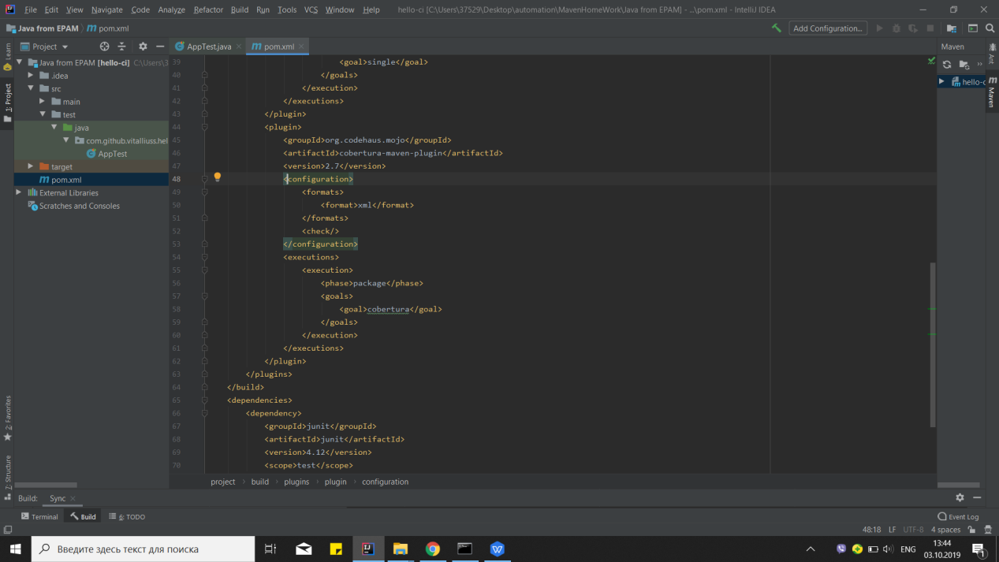 File Edit View Navigate Code Analyze Refactor Build Run Tools VCS Window Help hello-ci [C:\Users\37529\Desktop\automation\MavenHomeWork\Java from EPAM] - ...\pom.xml - IntelliJ IDEA
Java from EPAM pom.xml Add Configuration...
Project AppTest.java pom.xml Maven
Learn
1: Project
2: Favorites
Z: Structure
Ant
Maven
Java from EPAM [hello-ci] C:\Users\3
.idea
src
main
test
java
com.github.vitalliuss.hel
AppTest
target
pom.xml
External Libraries
Scratches and Consoles
39 <goal>single</goal>
40 </goals>
41 </execution>
42 </executions>
43 </plugin>
44 <plugin>
45 <groupId>org.codehaus.mojo</groupId>
46 <artifactId>cobertura-maven-plugin</artifactId>
47 <version>2.7</version>
48 <configuration>
49 <formats>
50 <format>xml</format>
51 </formats>
52 <check/>
53 </configuration>
54 <executions>
55 <execution>
56 <phase>package</phase>
57 <goals>
58 <goal>cobertura</goal>
59 </goals>
60 </execution>
61 </executions>
62 </plugin>
63 </plugins>
64 </build>
65 <dependencies>
66 <dependency>
67 <groupId>junit</groupId>
68 <artifactId>junit</artifactId>
69 <version>4.12</version>
70 <scope>test</scope>
hello-c
project › build › plugins › plugin › configuration
Build: Sync
Terminal Build 6: TODO Event Log
48:18 LF UTF-8 4 spaces
Введите здесь текст для поиска
ENG 13:44
03.10.2019 1